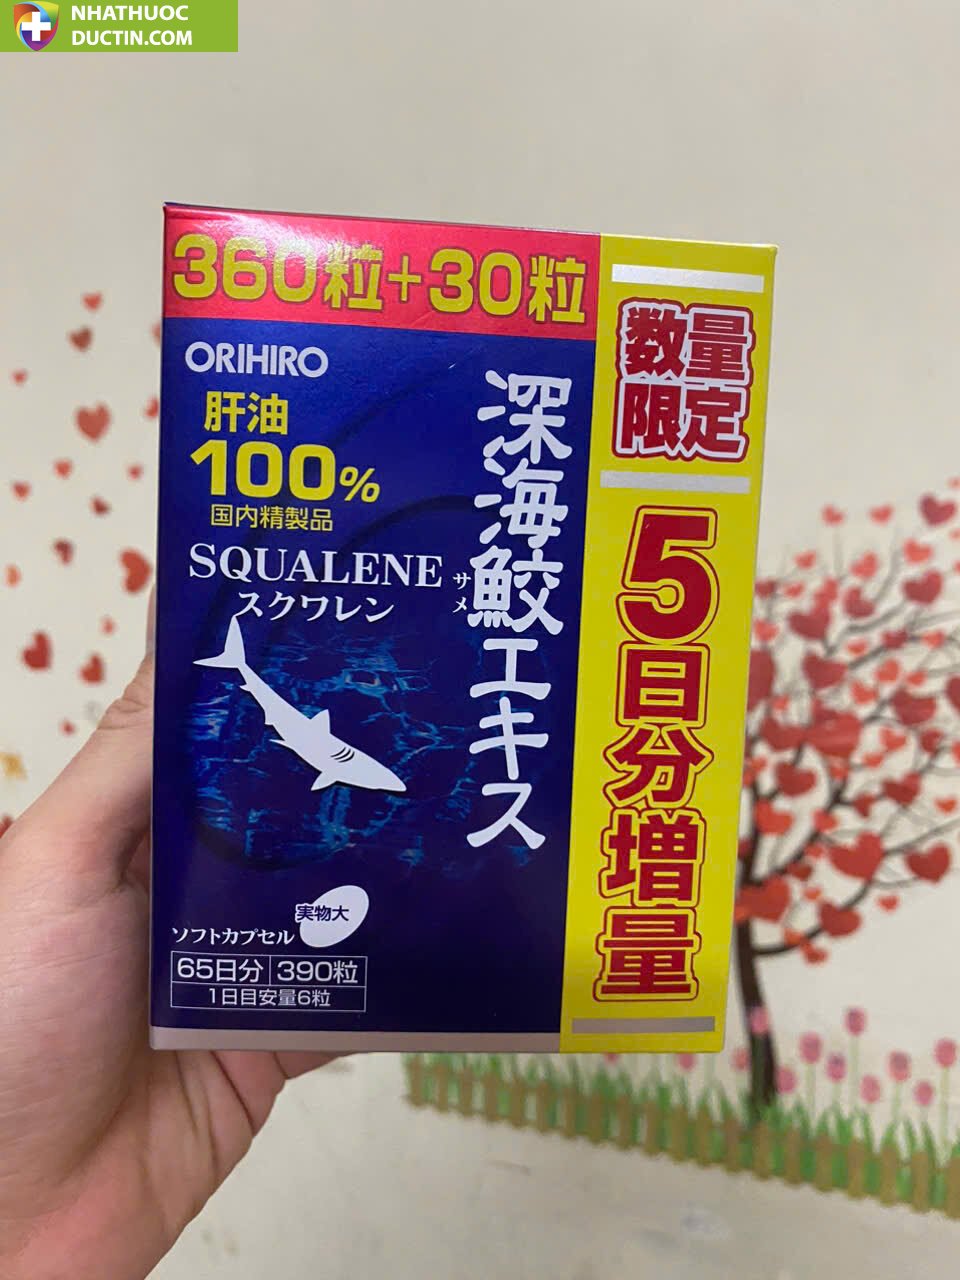 NHATHUOC
DUCTIN.COM
360粒+30粒
ORIHIRO
肝油
100%
国内精製品
SQUALENE
スクワレン
深海鮫エキス
サメ
実物大
ソフトカプセル
65日分 390粒
1日目安量6粒
数量
限定
5日分増量